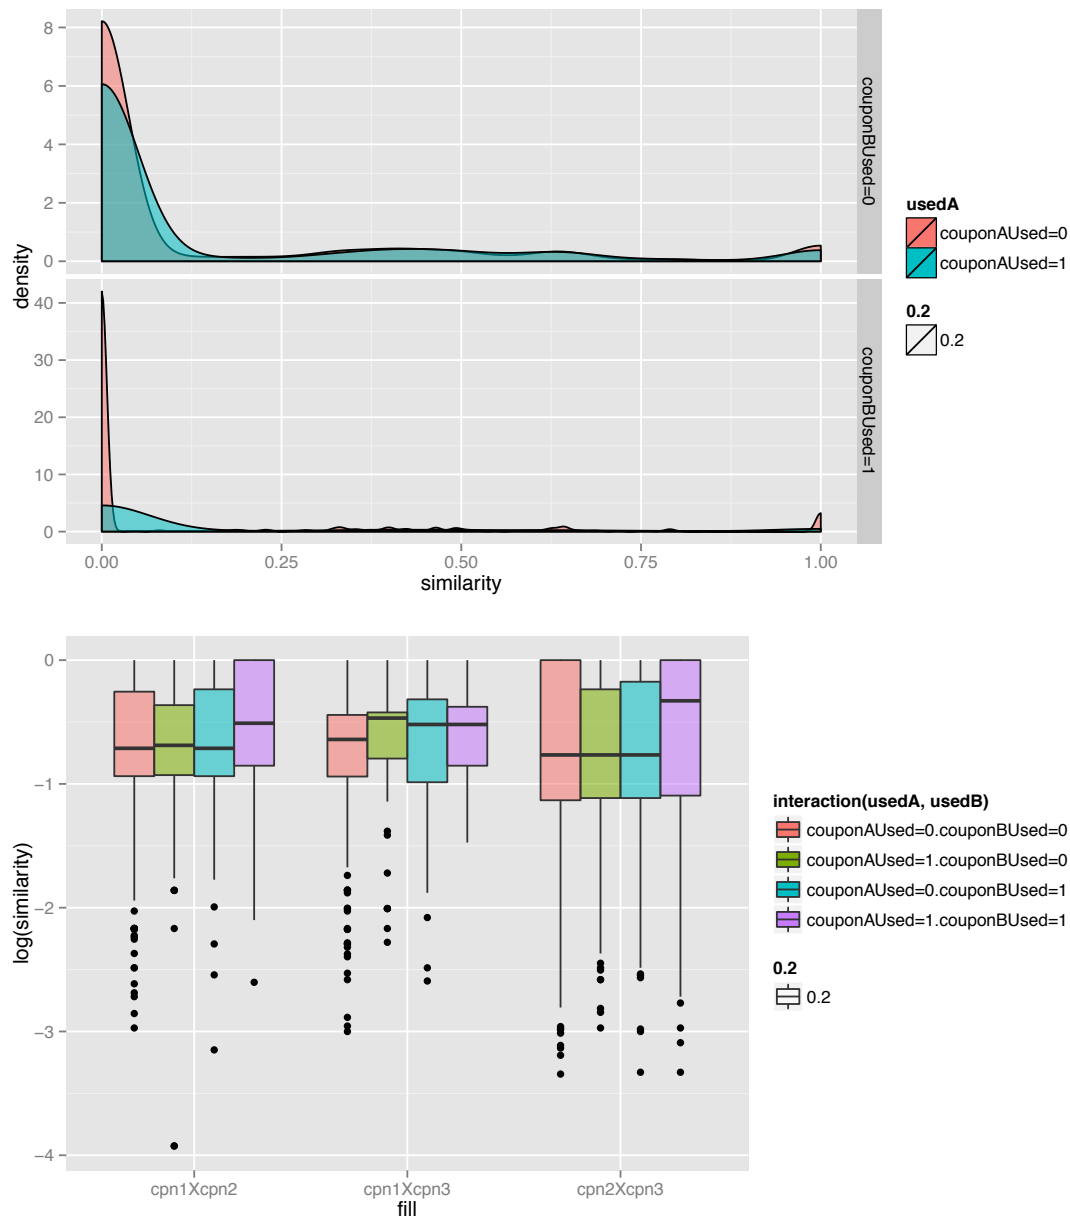 8
6
4
2
0
couponBUsed=0
density
40
30
20
10
0
couponBUsed=1
0.00 0.25 0.50 0.75 1.00
similarity
usedA
couponAUsed=0
couponAUsed=1
0.2
0.2
0
−1
−2
−3
−4
log(similarity)
cpn1Xcpn2 cpn1Xcpn3 cpn2Xcpn3
fill
interaction(usedA, usedB)
couponAUsed=0.couponBUsed=0
couponAUsed=1.couponBUsed=0
couponAUsed=0.couponBUsed=1
couponAUsed=1.couponBUsed=1
0.2
0.2